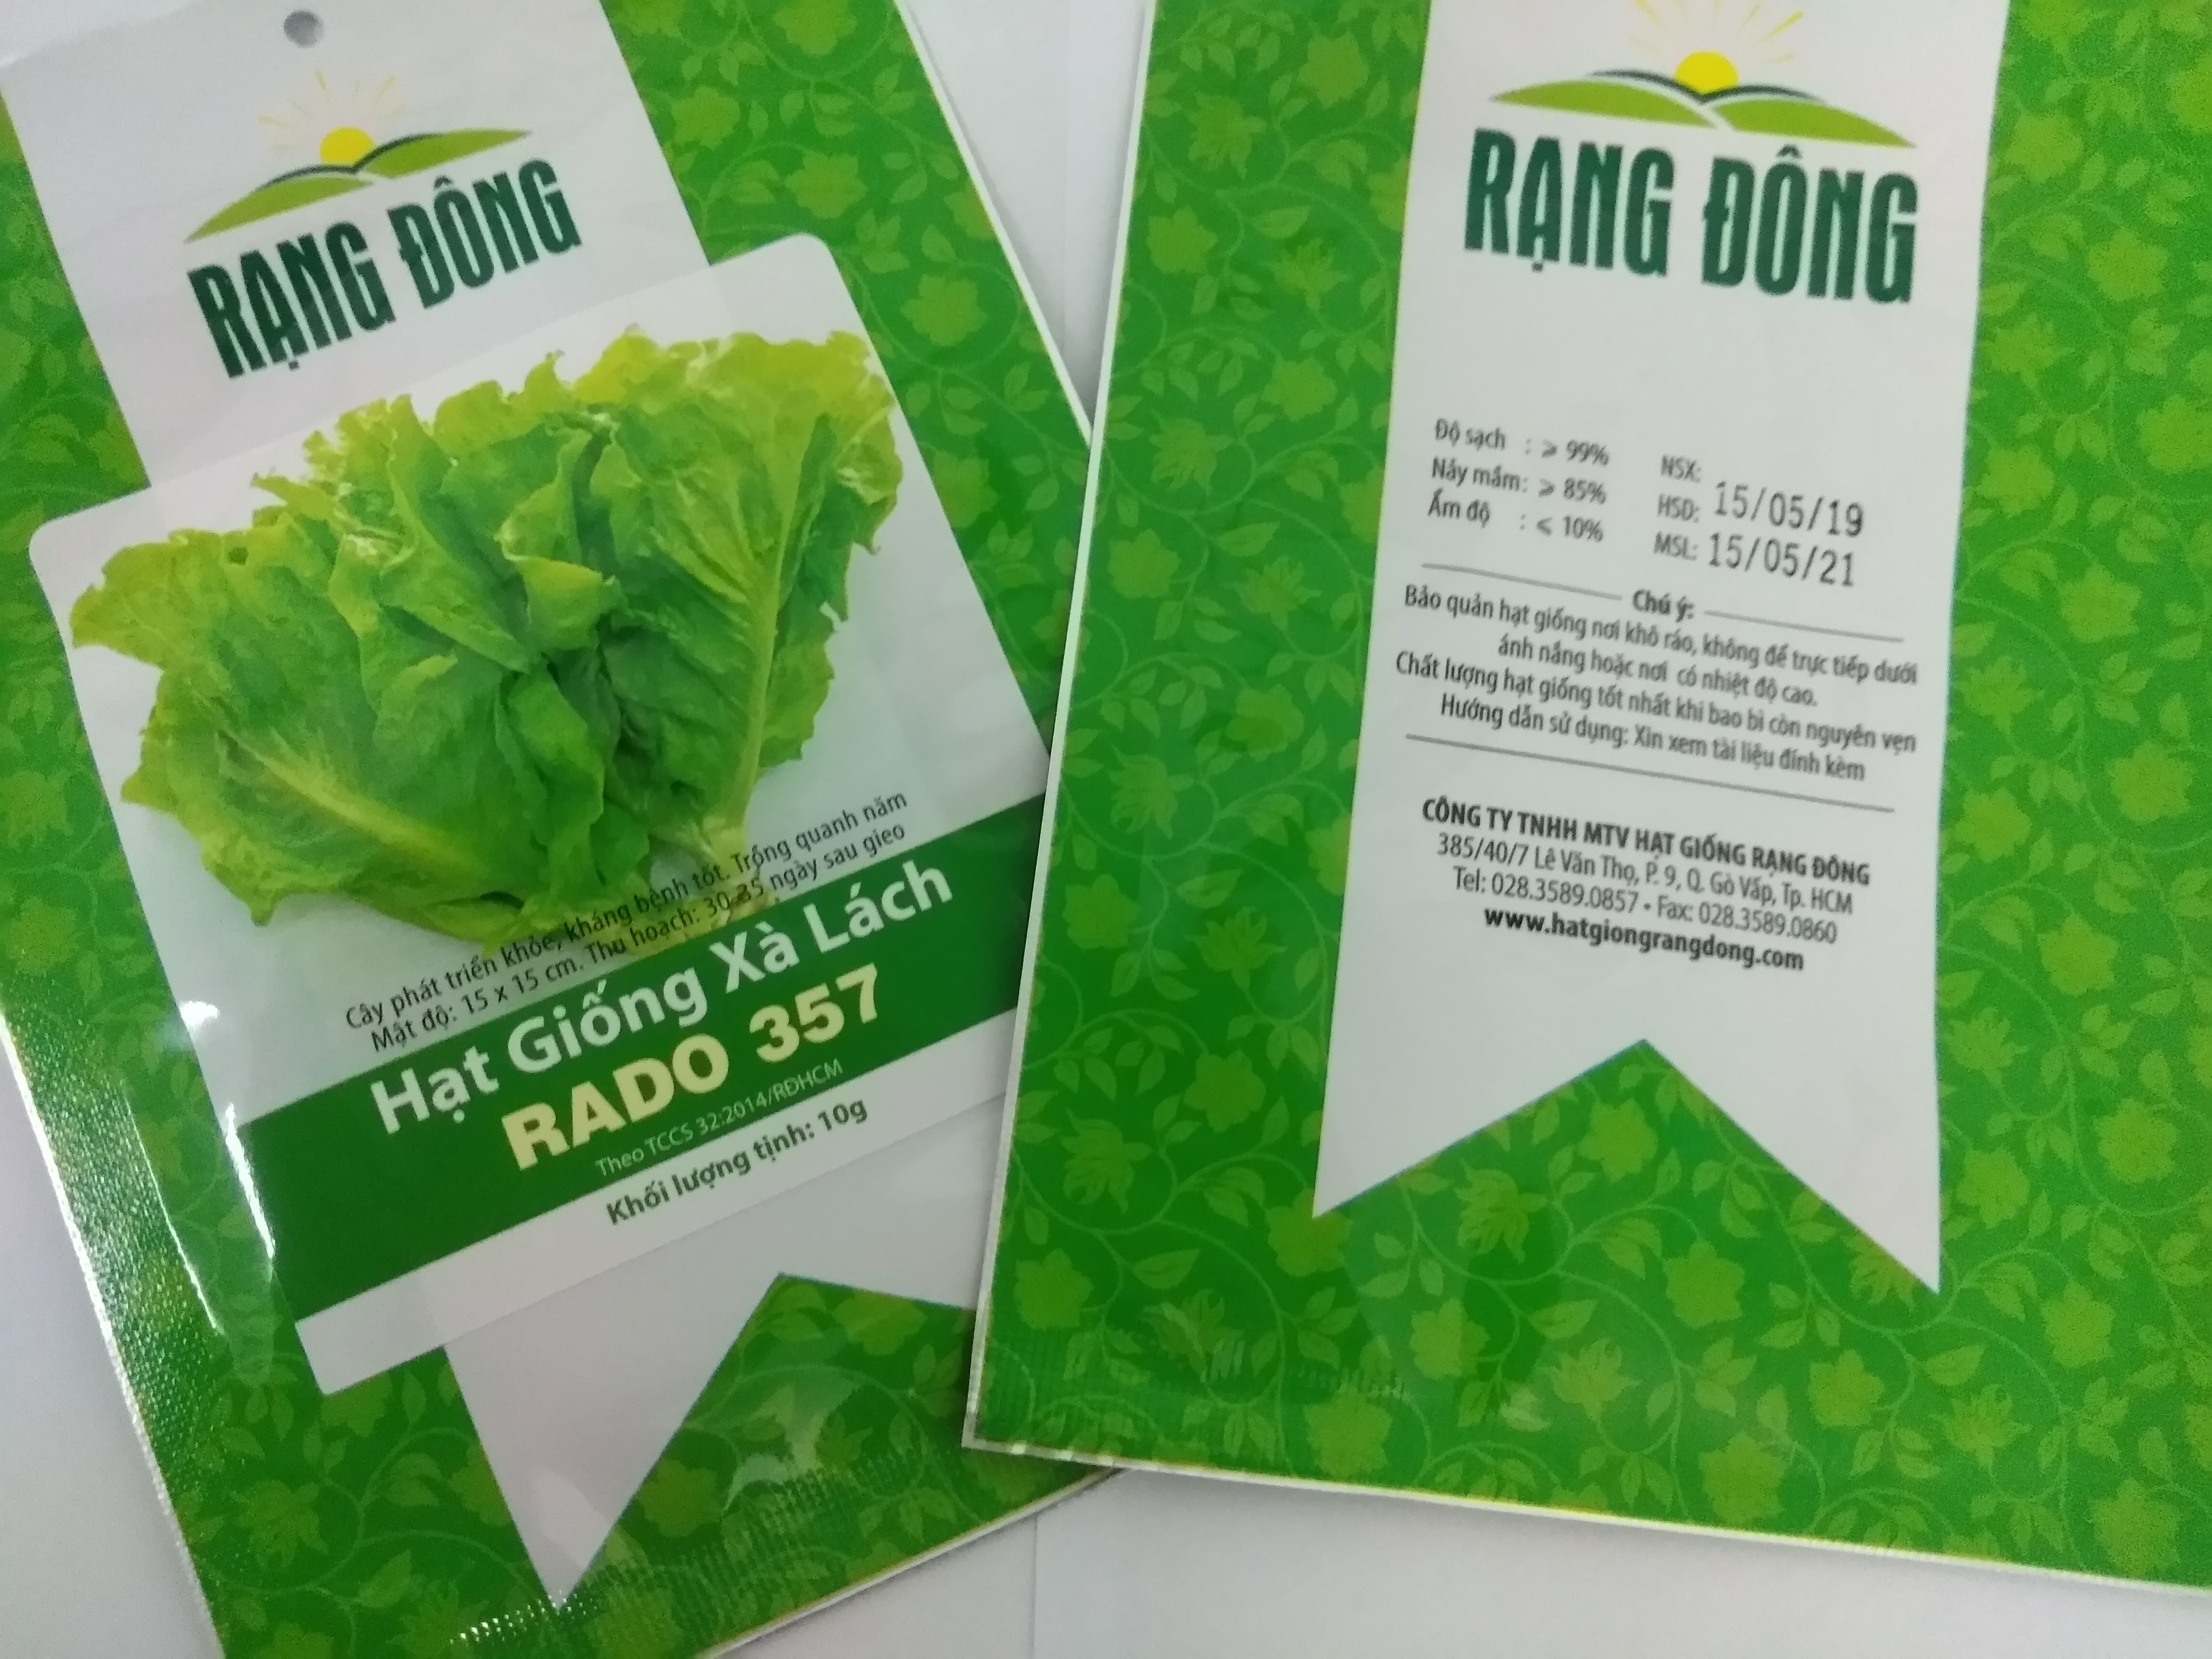 RẠNG ĐÔNG
Cây phát triển khỏe, kháng bệnh tốt. Trồng quanh năm
Mật độ: 15 x 15 cm. Thu hoạch: 30-35 ngày sau gieo
Hạt Giống Xà Lách
RADO 357
Theo TCCS 32:2014/RĐHCM
Khối lượng tịnh: 10g
RẠNG ĐÔNG
Độ sạch : ⩾ 99%
Nảy mầm: ⩾ 85%
Ẩm độ : ⩽ 10%
NSX:
HSD: 15/05/19
MSL: 15/05/21
Chú ý:
Bảo quản hạt giống nơi khô ráo, không để trực tiếp dưới
ánh nắng hoặc nơi có nhiệt độ cao.
Chất lượng hạt giống tốt nhất khi bao bì còn nguyên vẹn
Hướng dẫn sử dụng: Xin xem tài liệu đính kèm
CÔNG TY TNHH MTV HẠT GIỐNG RẠNG ĐÔNG
385/40/7 Lê Văn Thọ, P. 9, Q. Gò Vấp, Tp. HCM
Tel: 028.3589.0857 • Fax: 028.3589.0860
www.hatgiongrangdong.com